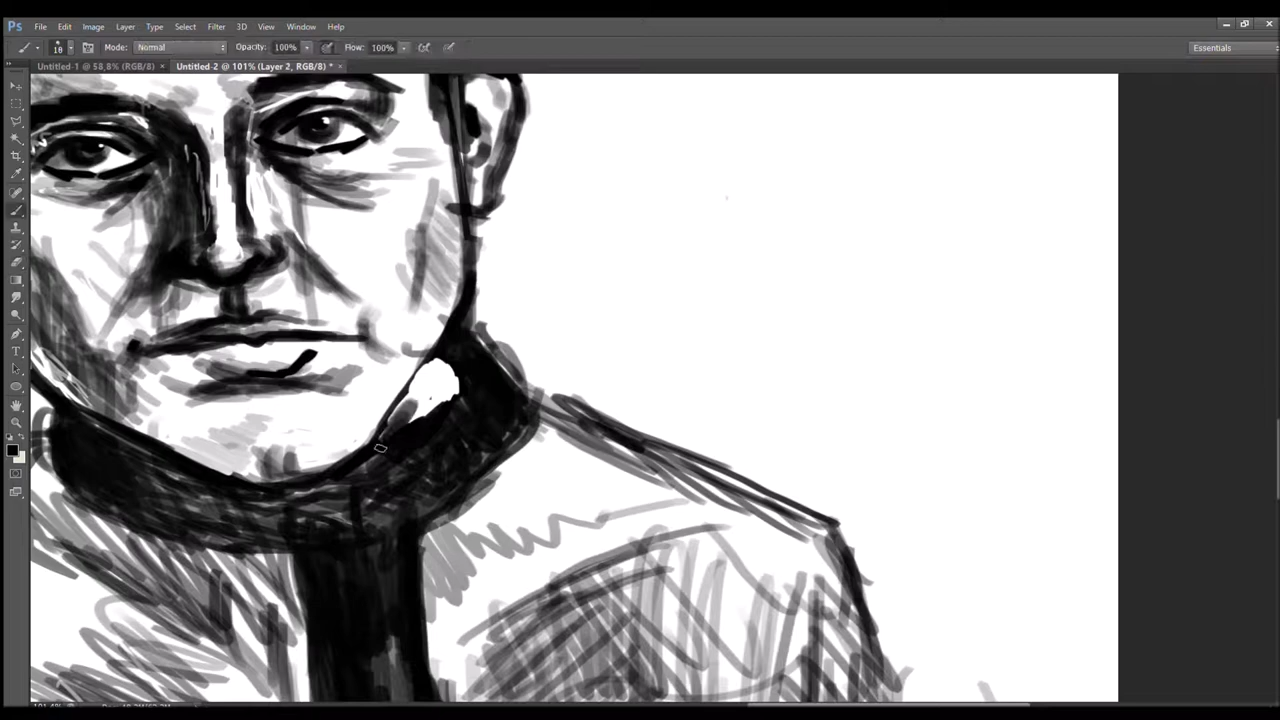 Ps File Edit Image Layer Type Select Filter 3D View Window Help
18 Mode: Normal Opacity: 100% Flow: 100% Essentials
Untitled-1 @ 58,8% (RGB/8) × Untitled-2 @ 101% (Layer 2, RGB/8) * ×